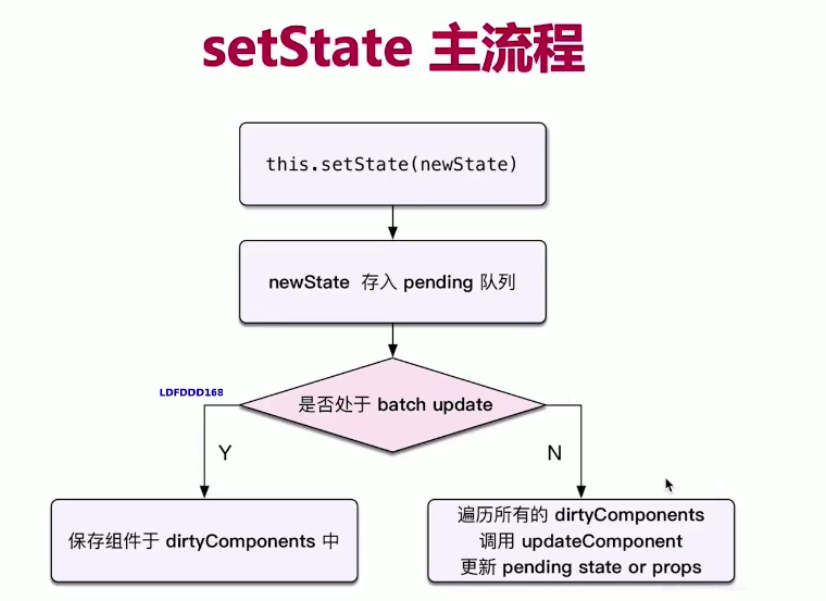 setState 主流程
this.setState(newState)
newState 存入 pending 队列
LDFDDD168
是否处于 batch update
Y
N
保存组件于 dirtyComponents 中
遍历所有的 dirtyComponents
调用 updateComponent
更新 pending state or props